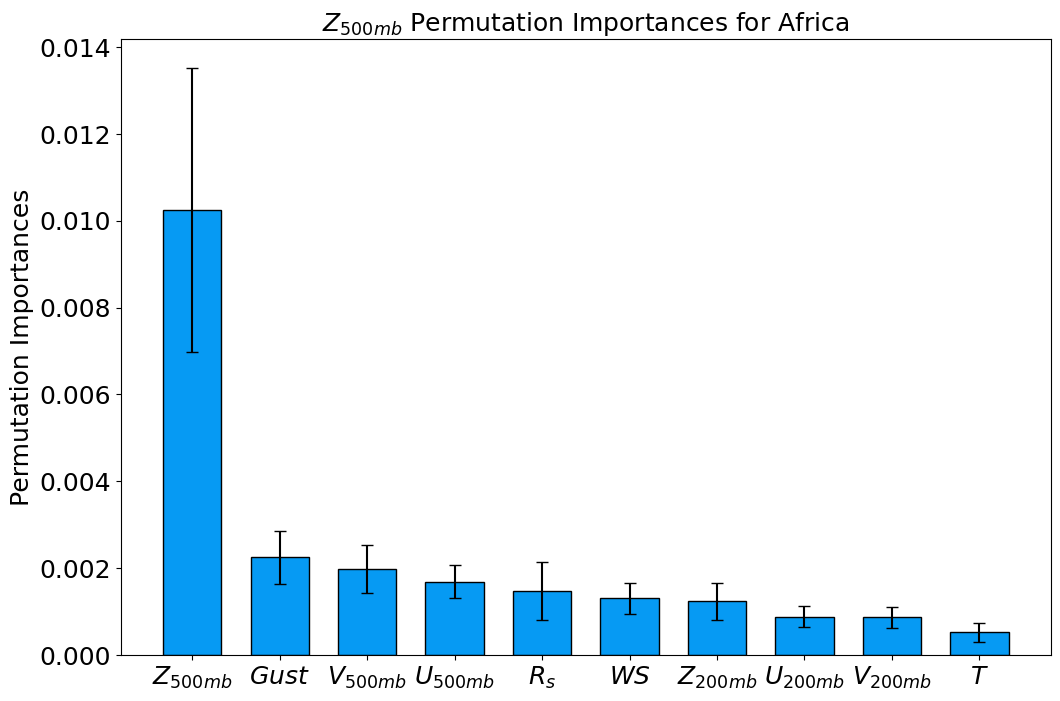 Z500mb Permutation Importances for Africa
Permutation Importances
0.014
0.012
0.010
0.008
0.006
0.004
0.002
0.000
Z500mb Gust V500mb U500mb Rs WS Z200mb U200mb V200mb T